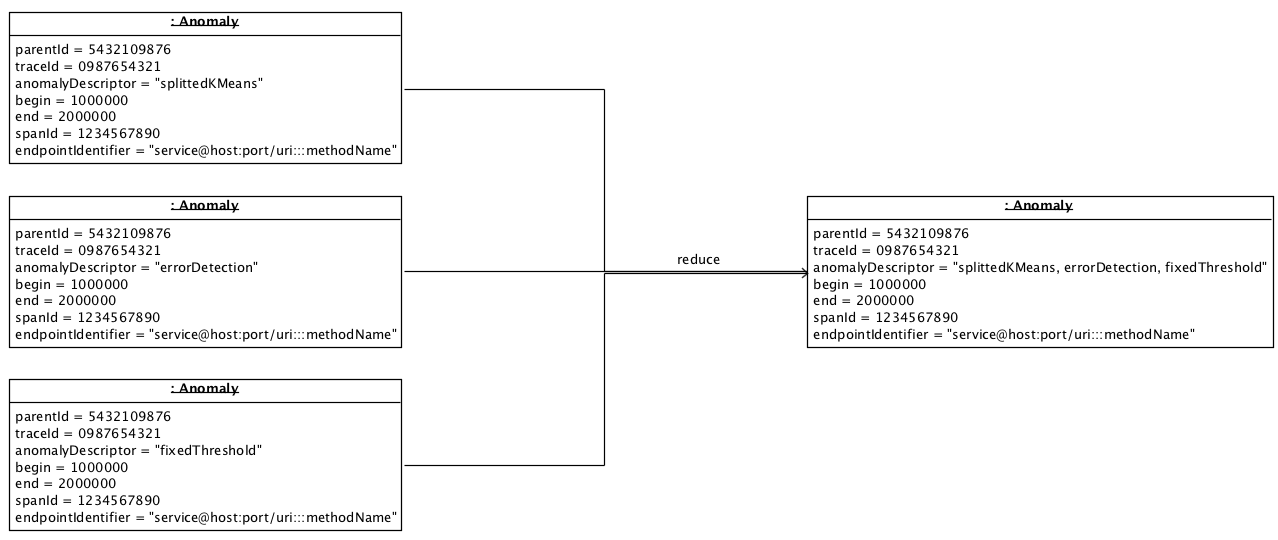 : Anomaly
parentId = 5432109876
traceId = 0987654321
anomalyDescriptor = "splittedKMeans"
begin = 1000000
end = 2000000
spanId = 1234567890
endpointIdentifier = "service@host:port/uri:::methodName"
: Anomaly
parentId = 5432109876
traceId = 0987654321
anomalyDescriptor = "errorDetection"
begin = 1000000
end = 2000000
spanId = 1234567890
endpointIdentifier = "service@host:port/uri:::methodName"
: Anomaly
parentId = 5432109876
traceId = 0987654321
anomalyDescriptor = "fixedThreshold"
begin = 1000000
end = 2000000
spanId = 1234567890
endpointIdentifier = "service@host:port/uri:::methodName"
reduce
: Anomaly
parentId = 5432109876
traceId = 0987654321
anomalyDescriptor = "splittedKMeans, errorDetection, fixedThreshold"
begin = 1000000
end = 2000000
spanId = 1234567890
endpointIdentifier = "service@host:port/uri:::methodName"